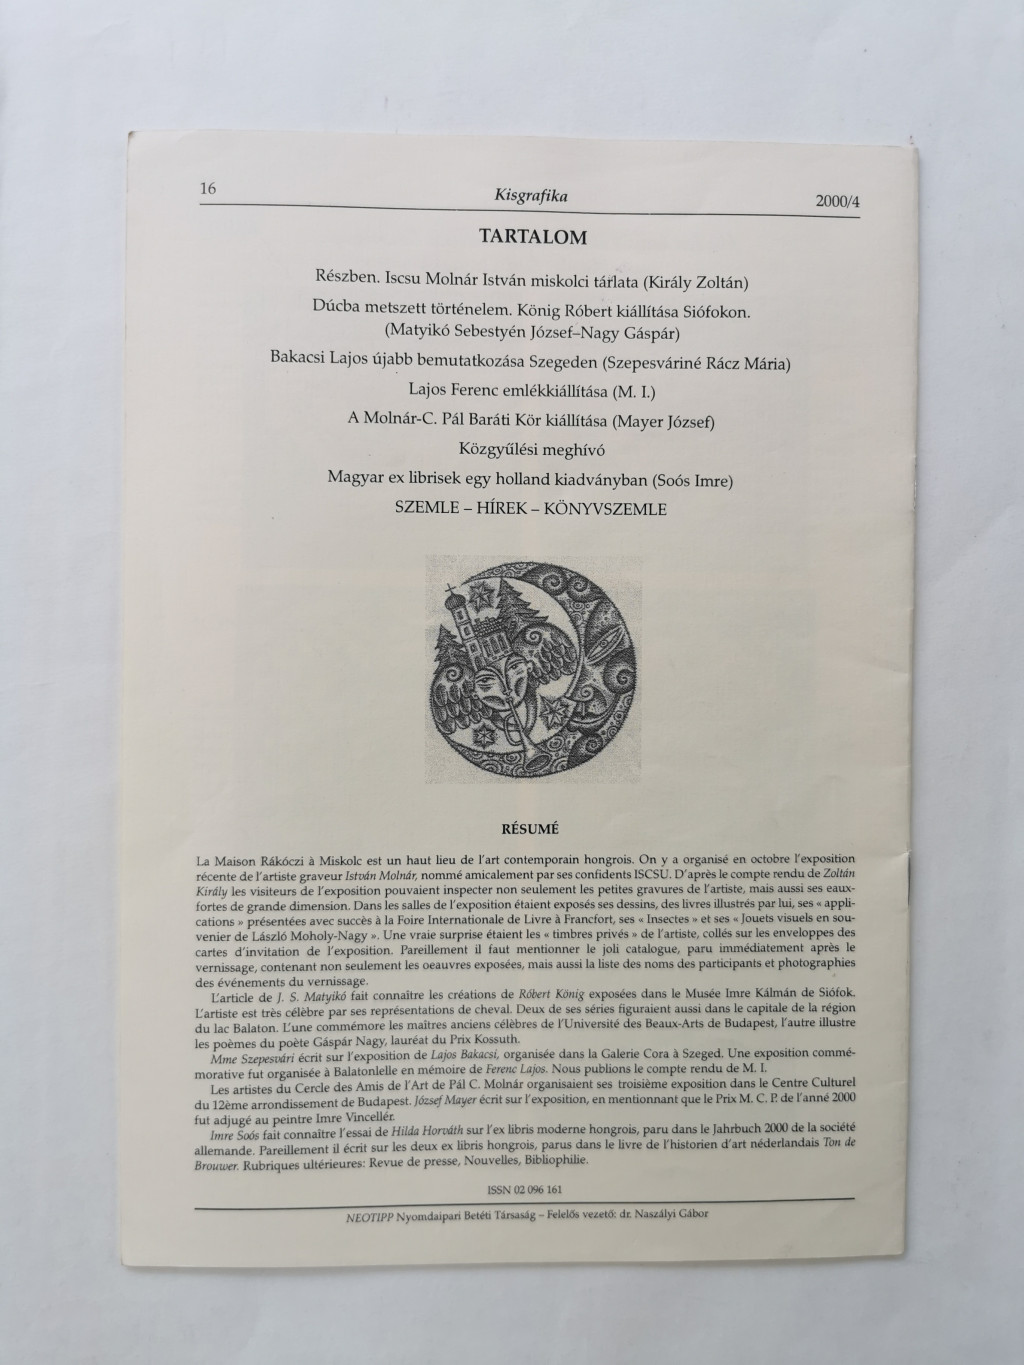 16
Kisgrafika
2000/4
TARTALOM
Részben. Iscsu Molnár István miskolci tárlata (Király Zoltán)
Dúcba metszett történelem. Kőnig Róbert kiállítása Siófokon.
(Matyikó Sebestyén József–Nagy Gáspár)
Bakacsi Lajos újabb bemutatkozása Szegeden (Szepesváriné Rácz Mária)
Lajos Ferenc emlékkiállítása (M. I.)
A Molnár-C. Pál Baráti Kör kiállítása (Mayer József)
Közgyűlési meghívó
Magyar ex librisek egy holland kiadványban (Soós Imre)
SZEMLE – HÍREK – KÖNYVSZEMLE
RÉSUMÉ
La Maison Rákóczi à Miskolc est un haut lieu de l'art contemporain hongrois. On y a organisé en octobre l'exposition
récente de l'artiste graveur István Molnár, nommé amicalement par ses confidents ISCSU. D'après le compte rendu de Zoltán
Király les visiteurs de l'exposition pouvaient inspecter non seulement les petites gravures de l'artiste, mais aussi ses eaux-
fortes de grande dimension. Dans les salles de l'exposition étaient exposés ses dessins, des livres illustrés par lui, ses « appli-
cations » présentées avec succès à la Foire Internationale de Livre à Francfort, ses « Insectes » et ses « Jouets visuels en sou-
venier de László Moholy-Nagy ». Une vraie surprise étaient les « timbres privés » de l'artiste, collés sur les enveloppes des
cartes d'invitation de l'exposition. Pareillement il faut mentionner le joli catalogue, paru immédiatement après le
vernissage, contenant non seulement les oeauvres exposées, mais aussi la liste des noms des participants et photographies
des événements du vernissage.
L'article de J. S. Matyikó fait connaître les créations de Róbert Kőnig exposées dans le Musée Imre Kálmán de Siófok.
L'artiste est très célèbre par ses représentations de cheval. Deux de ses séries figuraient aussi dans le capitale de la région
du lac Balaton. L'une commémore les maîtres anciens célèbres de l'Université des Beaux-Arts de Budapest, l'autre illustre
les poèmes du poète Gáspár Nagy, lauréat du Prix Kossuth.
Mme Szepesvári écrit sur l'exposition de Lajos Bakacsi, organisée dans la Galerie Cora à Szeged. Une exposition commé-
morative fut organisée à Balatonlelle en mémoire de Ferenc Lajos. Nous publions le compte rendu de M. I.
Les artistes du Cercle des Amis de l'Art de Pál C. Molnár organisaient ses troisième exposition dans le Centre Culturel
du 12ème arrondissement de Budapest. József Mayer écrit sur l'exposition, en mentionnant que le Prix M. C. P. de l'anné 2000
fut adjugé au peintre Imre Vincellér.
Imre Soós fait connaître l'essai de Hilda Horváth sur l'ex libris moderne hongrois, paru dans le Jahrbuch 2000 de la société
allemande. Pareillement il écrit sur les deux ex libris hongrois, parus dans le livre de l'historien d'art néderlandais Ton de
Brouwer. Rubriques ultérieures: Revue de presse, Nouvelles, Bibliophilie.
ISSN 02 096 161
NEOTIPP Nyomdaipari Betéti Társaság – Felelős vezető: dr. Naszályi Gábor